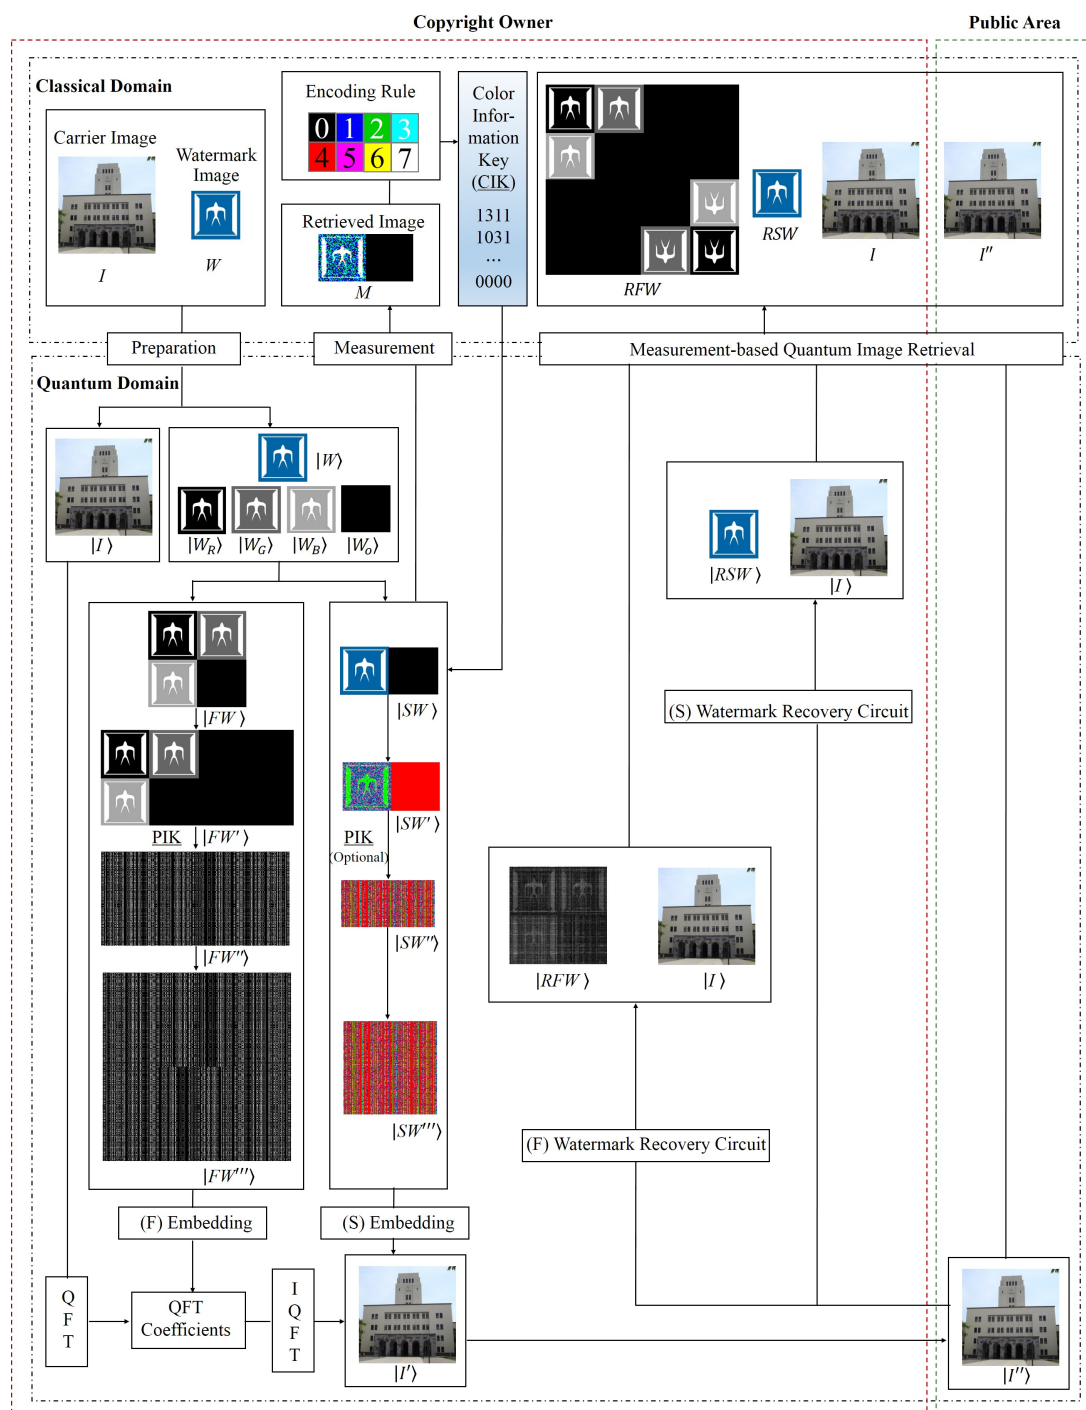 Copyright Owner
Public Area
Classical Domain
Carrier Image
I
Watermark
Image
W
Encoding Rule
0 1 2 3
4 5 6 7
Retrieved Image
M
Color
Infor-
mation
Key
(CIK)
1311
1031
...
0000
RFW
RSW
I
I″
Preparation
Measurement
Measurement-based Quantum Image Retrieval
Quantum Domain
|I⟩
|W⟩
|W_R⟩ |W_G⟩ |W_B⟩ |W_o⟩
|FW⟩
PIK |FW′⟩
|FW″⟩
|FW‴⟩
|SW⟩
|SW′⟩
PIK
(Optional)
|SW″⟩
|SW‴⟩
|RSW⟩
|I⟩
(S) Watermark Recovery Circuit
|RFW⟩
|I⟩
(F) Watermark Recovery Circuit
(F) Embedding
(S) Embedding
Q
F
T
QFT
Coefficients
I
Q
F
T
|I′⟩
|I″⟩